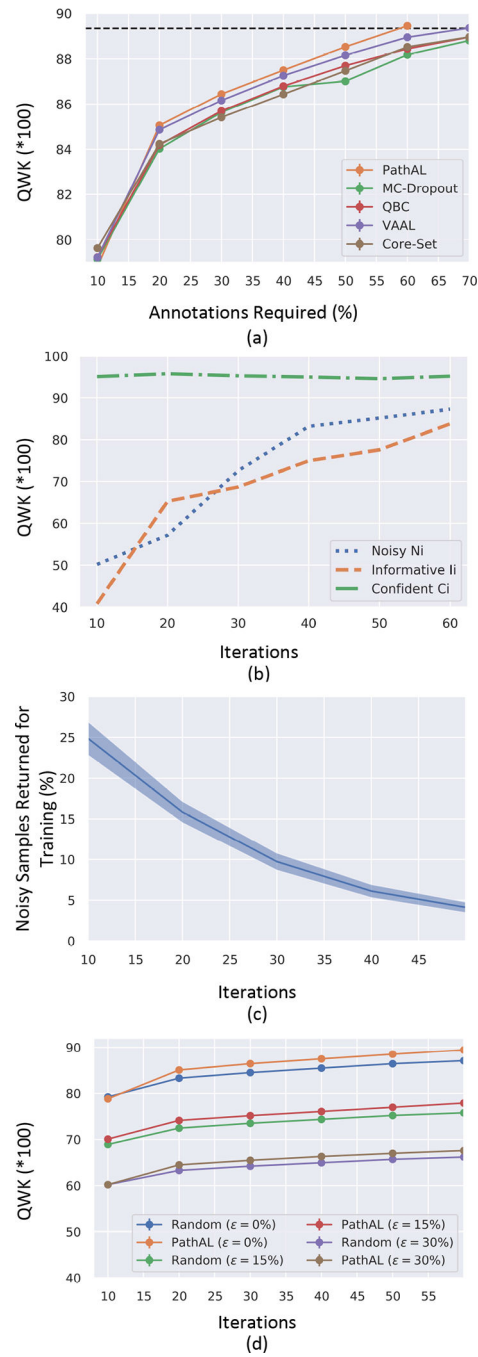 90
88
86
84
82
80
QWK (*100)
PathAL
MC-Dropout
QBC
VAAL
Core-Set
10 15 20 25 30 35 40 45 50 55 60 65 70
Annotations Required (%)
(a)
100
90
80
70
60
50
40
QWK (*100)
Noisy Ni
Informative Ii
Confident Ci
10 20 30 40 50 60
Iterations
(b)
30
25
20
15
10
5
0
Noisy Samples Returned for
Training (%)
10 15 20 25 30 35 40 45
Iterations
(c)
90
80
70
60
50
40
QWK (*100)
Random (ε = 0%)
PathAL (ε = 0%)
Random (ε = 15%)
PathAL (ε = 15%)
Random (ε = 30%)
PathAL (ε = 30%)
10 15 20 25 30 35 40 45 50 55
Iterations
(d)